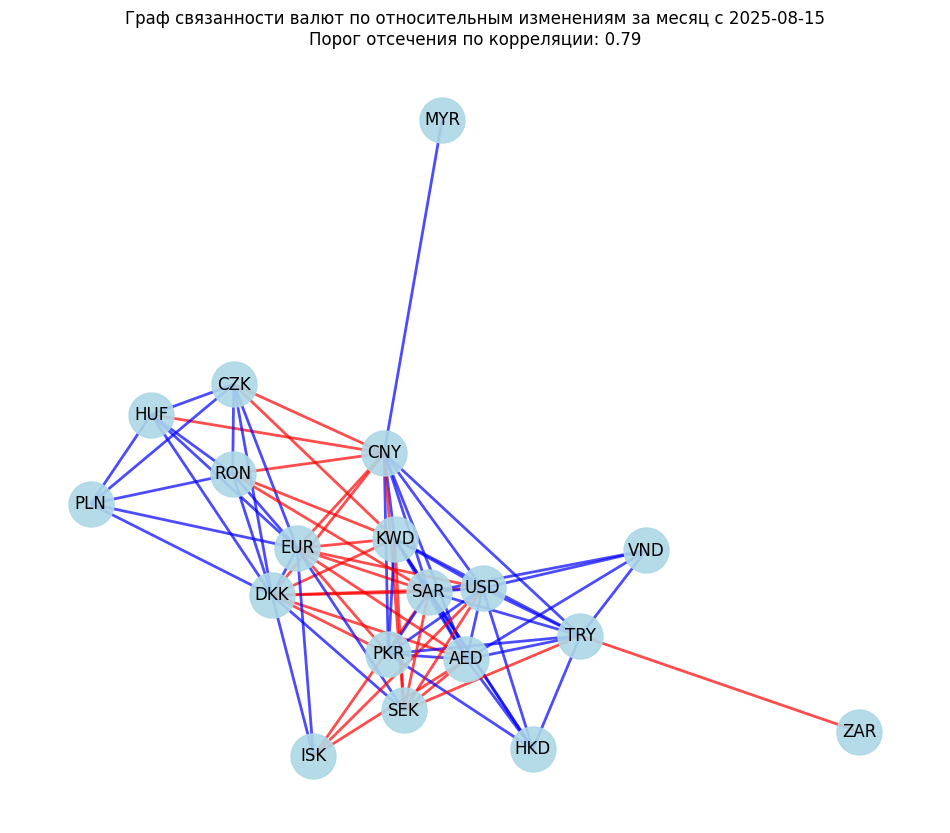 Граф связанности валют по относительным изменениям за месяц с 2025-08-15
Порог отсечения по корреляции: 0.79
MYR
CZK
HUF
CNY
RON
PLN
KWD
EUR
VND
USD
SAR
DKK
TRY
PKR
AED
SEK
ZAR
HKD
ISK